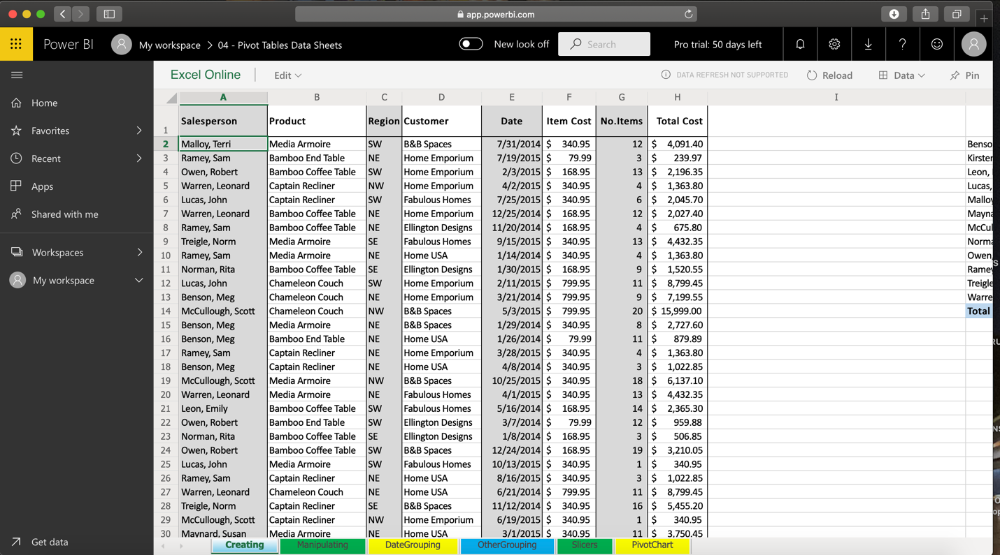 app.powerbi.com
Power BI My workspace > 04 - Pivot Tables Data Sheets New look off Search Pro trial: 50 days left
Excel Online Edit DATA REFRESH NOT SUPPORTED Reload Data Pin
Home
Favorites
Recent
Apps
Shared with me
Workspaces
My workspace
Get data
A B C D E F G H I
1 Salesperson Product Region Customer Date Item Cost No.Items Total Cost
2 Malloy, Terri Media Armoire SW B&B Spaces 7/31/2014 $ 340.95 12 $ 4,091.40 Benso
3 Ramey, Sam Bamboo End Table NE Home Emporium 7/19/2015 $ 79.99 3 $ 239.97 Kirster
4 Owen, Robert Bamboo Coffee Table SW Home Emporium 2/3/2015 $ 168.95 13 $ 2,196.35 Leon,
5 Warren, Leonard Captain Recliner NW Home Emporium 4/2/2015 $ 340.95 4 $ 1,363.80 Lucas,
6 Lucas, John Captain Recliner SW Fabulous Homes 7/25/2015 $ 340.95 6 $ 2,045.70 Malloy
7 Warren, Leonard Bamboo Coffee Table NE Home Emporium 12/25/2014 $ 168.95 12 $ 2,027.40 Mayna
8 Ramey, Sam Bamboo Coffee Table NE Ellington Designs 11/20/2014 $ 168.95 4 $ 675.80 McCul
9 Treigle, Norm Media Armoire SE Fabulous Homes 9/15/2015 $ 340.95 13 $ 4,432.35 Norma
10 Ramey, Sam Media Armoire NE Home USA 1/14/2014 $ 340.95 4 $ 1,363.80 Owen,
11 Norman, Rita Bamboo Coffee Table SE Ellington Designs 1/30/2015 $ 168.95 9 $ 1,520.55 Ramey
12 Lucas, John Chameleon Couch SW Home Emporium 2/11/2015 $ 799.95 11 $ 8,799.45 Treigle
13 Benson, Meg Chameleon Couch NE Home Emporium 3/21/2014 $ 799.95 9 $ 7,199.55 Warre
14 McCullough, Scott Chameleon Couch NW B&B Spaces 5/3/2015 $ 799.95 20 $ 15,999.00 Total
15 Benson, Meg Media Armoire NE B&B Spaces 1/29/2014 $ 340.95 8 $ 2,727.60
16 Benson, Meg Bamboo End Table NE Home USA 1/26/2014 $ 79.99 11 $ 879.89
17 Ramey, Sam Captain Recliner NE Home Emporium 3/28/2015 $ 340.95 4 $ 1,363.80
18 Benson, Meg Captain Recliner NE Home USA 4/8/2014 $ 340.95 3 $ 1,022.85
19 McCullough, Scott Media Armoire NW B&B Spaces 10/25/2015 $ 340.95 18 $ 6,137.10
20 Warren, Leonard Media Armoire NE Fabulous Homes 4/1/2015 $ 340.95 13 $ 4,432.35
21 Leon, Emily Bamboo Coffee Table SW Fabulous Homes 5/16/2014 $ 168.95 14 $ 2,365.30
22 Owen, Robert Bamboo End Table SW Ellington Designs 3/7/2014 $ 79.99 12 $ 959.88
23 Norman, Rita Bamboo Coffee Table SE Ellington Designs 1/8/2014 $ 168.95 3 $ 506.85
24 Owen, Robert Bamboo Coffee Table SW B&B Spaces 12/24/2014 $ 168.95 19 $ 3,210.05
25 Lucas, John Media Armoire SW Fabulous Homes 10/13/2015 $ 340.95 1 $ 340.95
26 Ramey, Sam Captain Recliner NE Home USA 8/16/2015 $ 340.95 3 $ 1,022.85
27 Warren, Leonard Chameleon Couch NE Home USA 6/21/2014 $ 799.95 11 $ 8,799.45
28 Treigle, Norm Captain Recliner SE B&B Spaces 11/12/2014 $ 340.95 16 $ 5,455.20
29 McCullough, Scott Captain Recliner NW Home Emporium 6/19/2015 $ 340.95 1 $ 340.95
30 Maynard, Susan Media Armoire NE Home USA 3/1/2015 $ 340.95 11 $ 3,750.45
Creating Manipulating DateGrouping OtherGrouping Slicers PivotChart